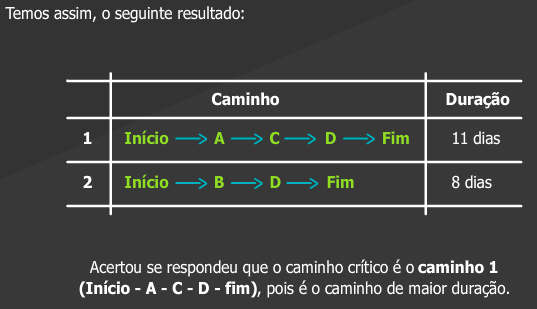 Temos assim, o seguinte resultado:
Caminho Duração
1 Início A C D Fim 11 dias
2 Início B D Fim 8 dias
Acertou se respondeu que o caminho crítico é o caminho 1
(Início - A - C - D - fim), pois é o caminho de maior duração.